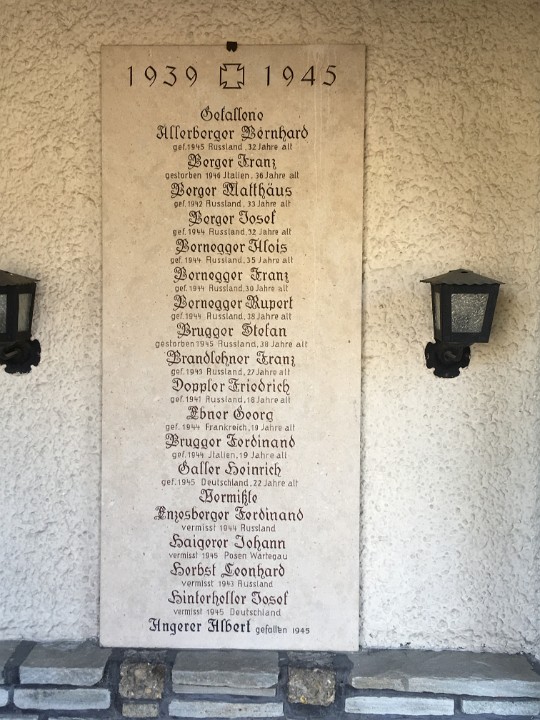 1939 1945
Gefallene
Allerberger Bernhard
gef. 1945 Russland, 32 Jahre alt
Berger Franz
gestorben 1946 Italien, 36 Jahre alt
Berger Matthäus
gef. 1942 Russland, 33 Jahre alt
Berger Josef
gef. 1944 Russland, 32 Jahre alt
Bernegger Alois
gef. 1944 Russland, 35 Jahre alt
Bernegger Franz
gef. 1944 Russland, 30 Jahre alt
Bernegger Rupert
gef. 1944 Russland, 28 Jahre alt
Brugger Stefan
gestorben 1945 Russland, 38 Jahre alt
Brandlehner Franz
gef. 1943 Russland, 27 Jahre alt
Doppler Friedrich
gef. 1941 Russland, 18 Jahre alt
Ebner Georg
gef. 1944 Frankreich, 19 Jahre alt
Brugger Ferdinand
gef. 1944 Italien, 19 Jahre alt
Galler Heinrich
gef. 1945 Deutschland, 22 Jahre alt
Vermißte
Enzesberger Ferdinand
vermisst 1944 Russland
Haigerer Johann
vermisst 1945 Posen Wartegau
Herbst Leonhard
vermisst 1943 Russland
Hinterheller Josef
vermisst 1945 Deutschland
Angerer Albert gefallen 1945